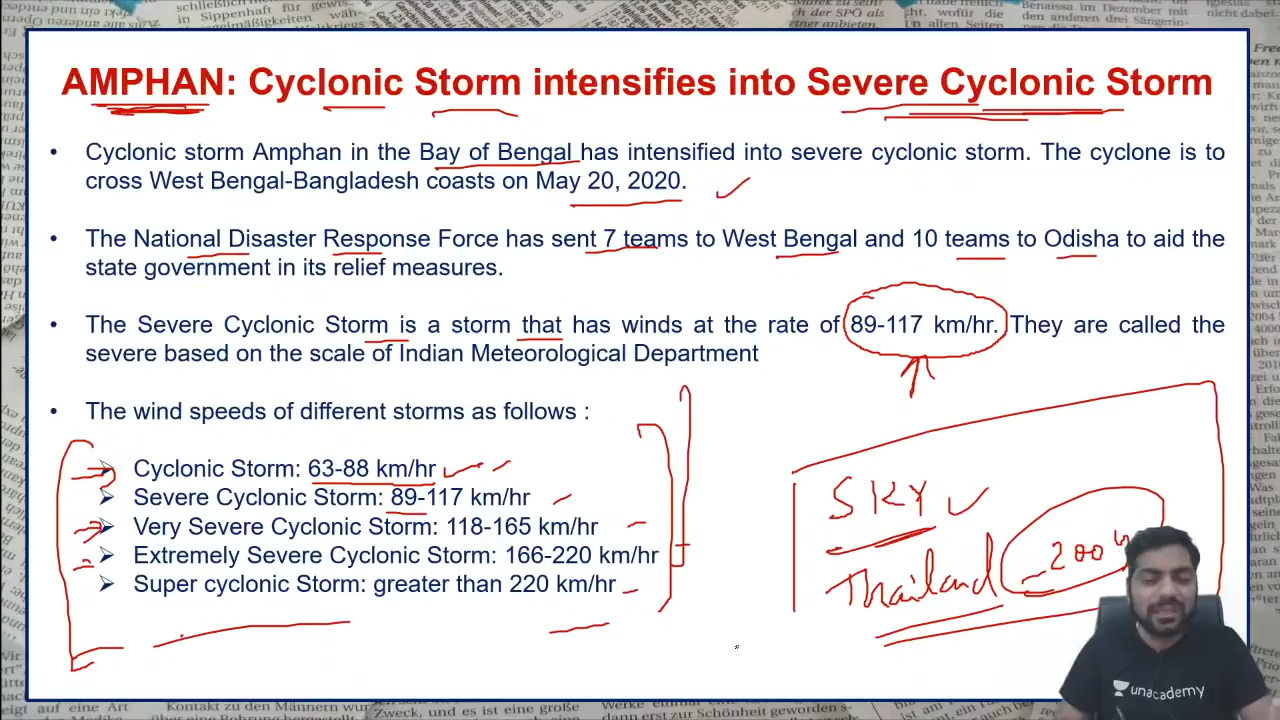 AMPHAN: Cyclonic Storm intensifies into Severe Cyclonic Storm
• Cyclonic storm Amphan in the Bay of Bengal has intensified into severe cyclonic storm. The cyclone is to
cross West Bengal-Bangladesh coasts on May 20, 2020.
• The National Disaster Response Force has sent 7 teams to West Bengal and 10 teams to Odisha to aid the
state government in its relief measures.
• The Severe Cyclonic Storm is a storm that has winds at the rate of 89-117 km/hr. They are called the
severe based on the scale of Indian Meteorological Department
• The wind speeds of different storms as follows :
➢ Cyclonic Storm: 63-88 km/hr
➢ Severe Cyclonic Storm: 89-117 km/hr
➢ Very Severe Cyclonic Storm: 118-165 km/hr
➢ Extremely Severe Cyclonic Storm: 166-220 km/hr
➢ Super cyclonic Storm: greater than 220 km/hr
SKY
Thailand
2004
unacademy